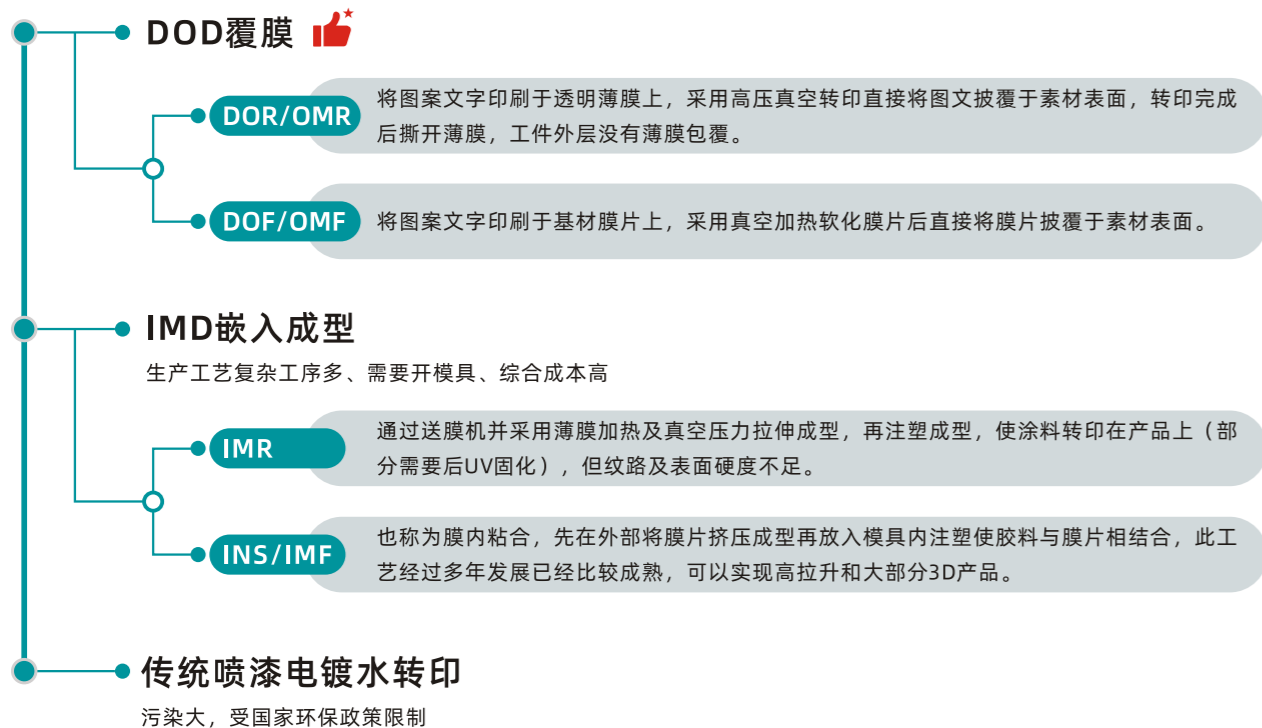 DOD覆膜
DOR/OMR
将图案文字印刷于透明薄膜上，采用高压真空转印直接将图文披覆于素材表面，转印完成
后撕开薄膜，工件外层没有薄膜包覆。
DOF/OMF
将图案文字印刷于基材膜片上，采用真空加热软化膜片后直接将膜片披覆于素材表面。
IMD嵌入成型
生产工艺复杂工序多、需要开模具、综合成本高
IMR
通过送膜机并采用薄膜加热及真空压力拉伸成型，再注塑成型，使涂料转印在产品上（部
分需要后UV固化），但纹路及表面硬度不足。
INS/IMF
也称为膜内粘合，先在外部将膜片挤压成型再放入模具内注塑使胶料与膜片相结合，此工
艺经过多年发展已经比较成熟，可以实现高拉升和大部分3D产品。
传统喷漆电镀水转印
污染大，受国家环保政策限制